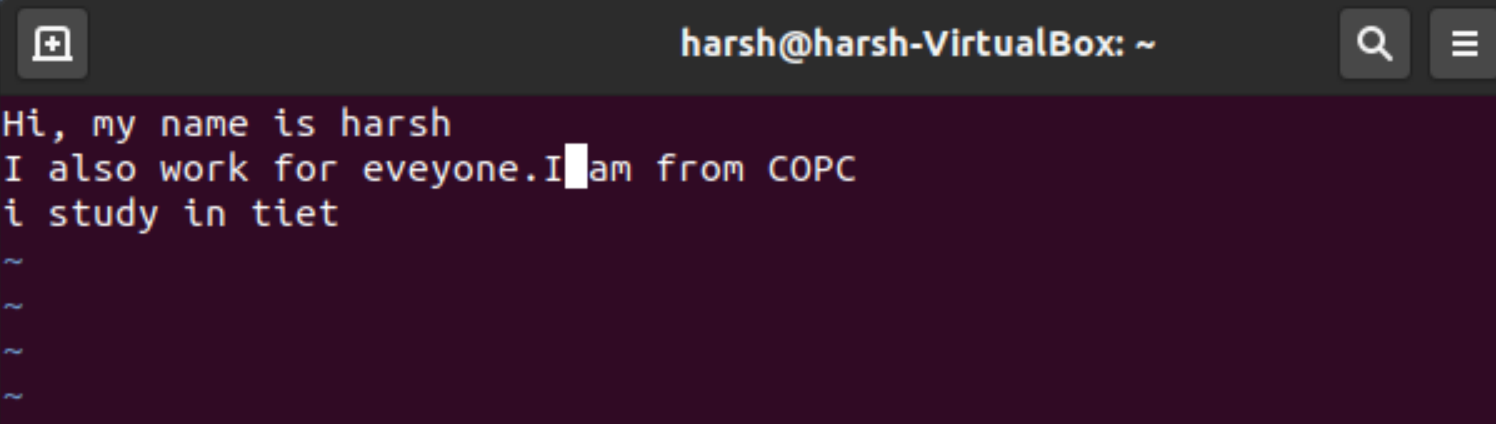 harsh@harsh-VirtualBox: ~
Hi, my name is harsh
I also work for eveyone.I am from COPC
i study in tiet
~
~
~
~